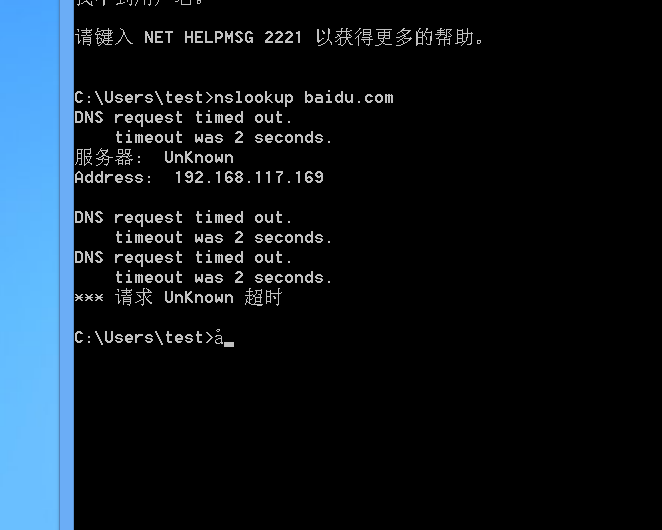 请键入 NET HELPMSG 2221 以获得更多的帮助。
C:\Users\test>nslookup baidu.com
DNS request timed out.
    timeout was 2 seconds.
服务器:  UnKnown
Address:  192.168.117.169
DNS request timed out.
    timeout was 2 seconds.
DNS request timed out.
    timeout was 2 seconds.
*** 请求 UnKnown 超时
C:\Users\test>å_